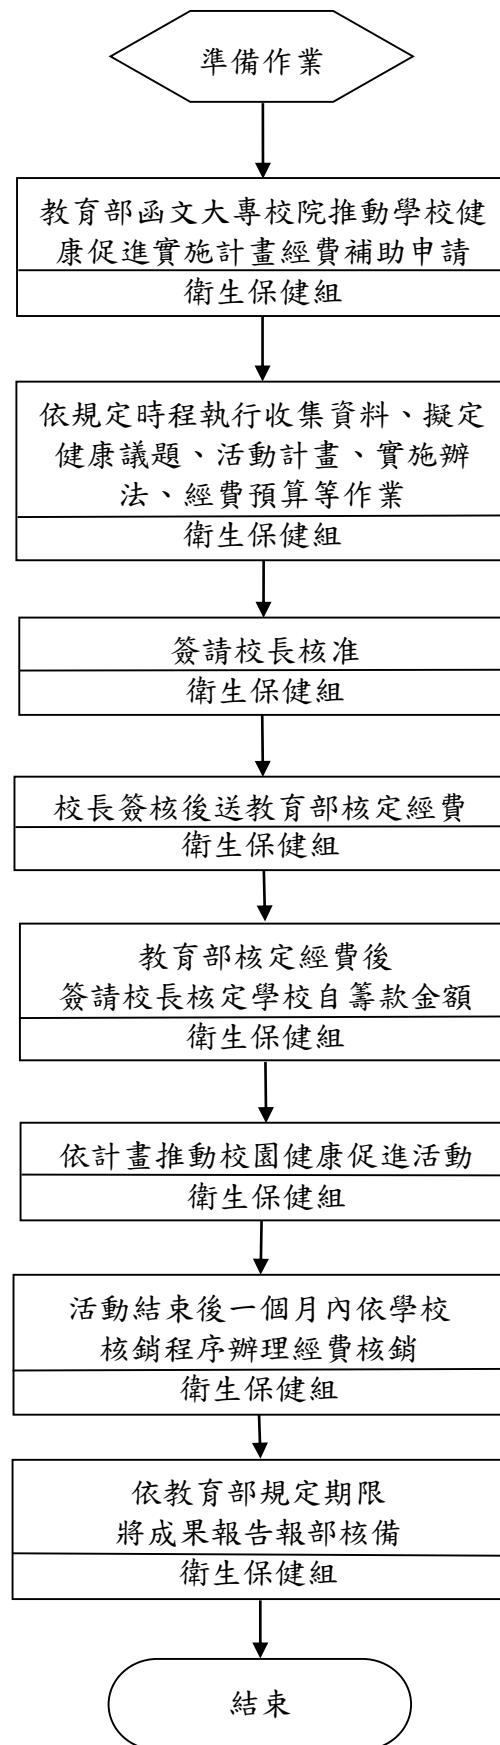 準備作業
教育部函文大專校院推動學校健
康促進實施計畫經費補助申請
衛生保健組
依規定時程執行收集資料、擬定
健康議題、活動計畫、實施辦
法、經費預算等作業
衛生保健組
簽請校長核准
衛生保健組
校長簽核後送教育部核定經費
衛生保健組
教育部核定經費後
簽請校長核定學校自籌款金額
衛生保健組
依計畫推動校園健康促進活動
衛生保健組
活動結束後一個月內依學校
核銷程序辦理經費核銷
衛生保健組
依教育部規定期限
將成果報告報部核備
衛生保健組
結束